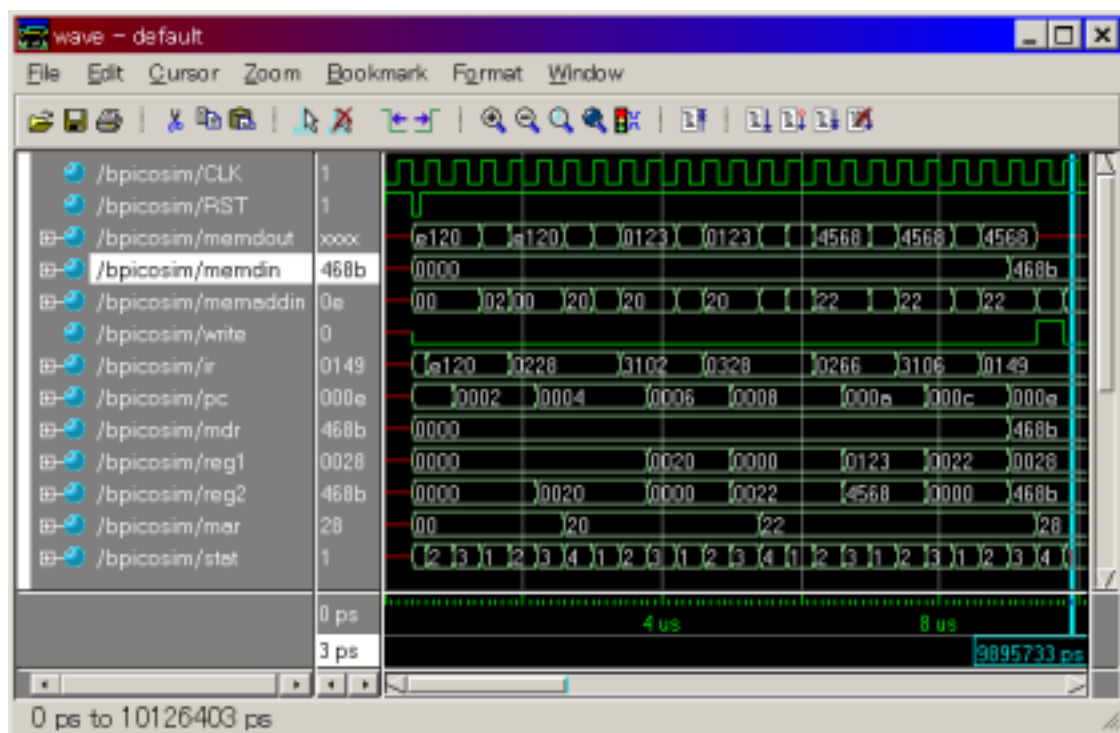 wave – default
File Edit Cursor Zoom Bookmark Format Window
/bpicosim/CLK 1
/bpicosim/RST 1
/bpicosim/memdout xxxx e120 e120 0123 0123 4568 4568 4568
/bpicosim/memdin 468b 0000 468b
/bpicosim/memaddin 0e 00 02 00 20 20 20 22 22 22
/bpicosim/write 0
/bpicosim/ir 0149 e120 0228 3102 0328 0266 3106 0149
/bpicosim/pc 000e 0002 0004 0006 0008 000a 000c 000e
/bpicosim/mdr 468b 0000 468b
/bpicosim/reg1 0028 0000 0020 0000 0123 0022 0028
/bpicosim/reg2 468b 0000 0020 0000 0022 4568 0000 468b
/bpicosim/mar 28 00 20 22 28
/bpicosim/stat 1 2 3 1 2 3 4 1 2 3 1 2 3 4 1 2 3 1 2 3 1 2 3 4
0 ps 4 us 8 us
3 ps 9895733 ps
0 ps to 10126403 ps